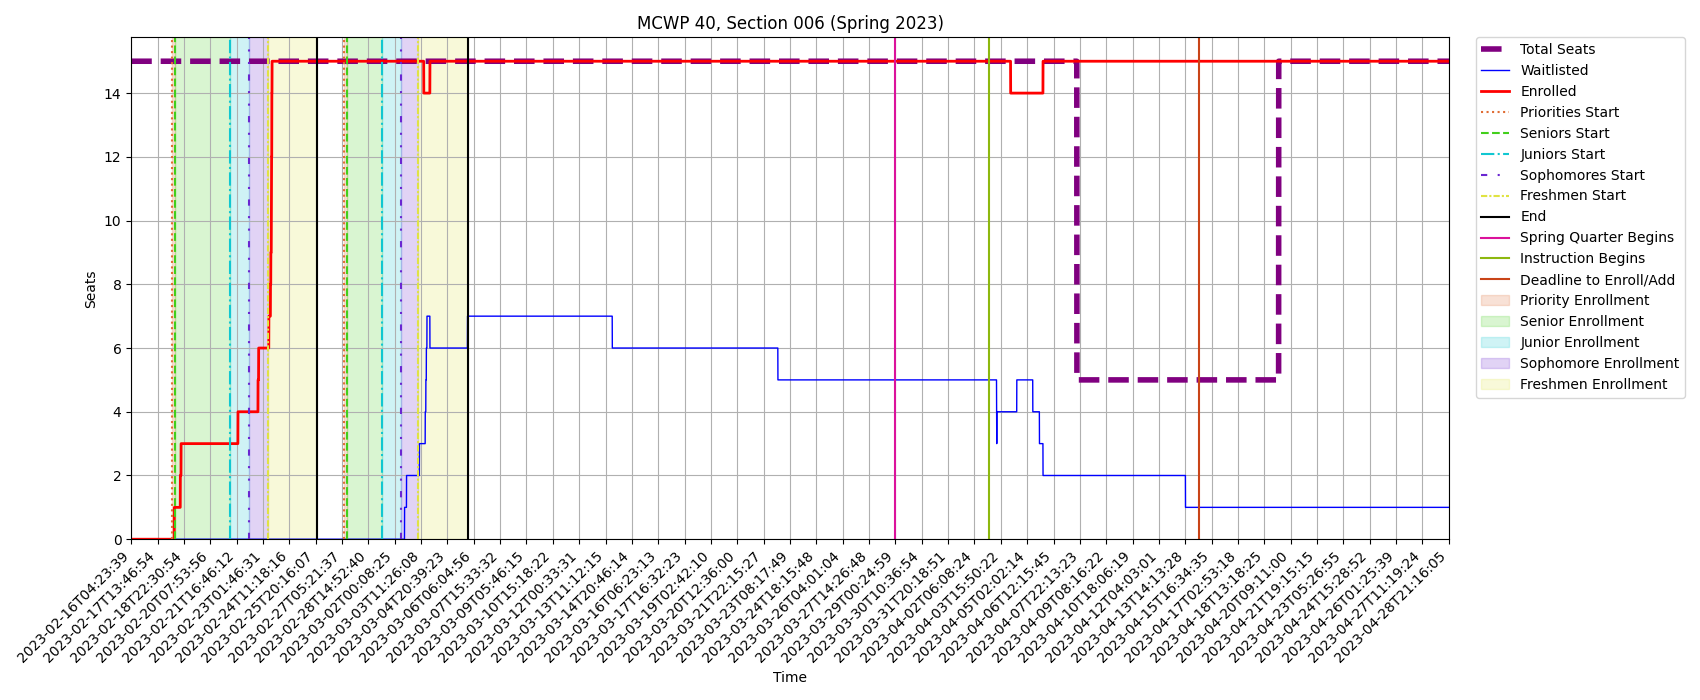 MCWP 40, Section 006 (Spring 2023)
Seats
14
12
10
8
6
4
2
0
2023-02-16T04:23:39
2023-02-17T13:46:54
2023-02-18T22:30:54
2023-02-20T07:53:56
2023-02-21T16:46:12
2023-02-23T01:46:31
2023-02-24T11:18:16
2023-02-25T20:16:07
2023-02-27T05:21:37
2023-02-28T14:52:40
2023-03-02T00:08:25
2023-03-03T11:26:08
2023-03-04T20:39:23
2023-03-06T06:04:56
2023-03-07T15:33:32
2023-03-09T05:46:15
2023-03-10T15:18:22
2023-03-12T00:33:31
2023-03-13T11:12:15
2023-03-14T20:46:14
2023-03-16T06:23:13
2023-03-17T16:32:23
2023-03-19T02:42:10
2023-03-20T12:36:00
2023-03-21T22:15:27
2023-03-23T08:17:49
2023-03-24T18:15:48
2023-03-26T04:01:04
2023-03-27T14:26:48
2023-03-29T00:24:59
2023-03-30T10:36:54
2023-03-31T20:18:51
2023-04-02T06:08:24
2023-04-03T15:50:22
2023-04-05T02:02:14
2023-04-06T12:15:45
2023-04-07T22:13:23
2023-04-09T08:16:22
2023-04-10T18:06:19
2023-04-12T04:03:01
2023-04-13T14:13:28
2023-04-15T16:34:35
2023-04-17T02:53:18
2023-04-18T13:18:25
2023-04-20T09:11:00
2023-04-21T19:15:15
2023-04-23T05:26:55
2023-04-24T15:28:52
2023-04-26T01:25:39
2023-04-27T11:19:24
2023-04-28T21:16:05
Time
Total Seats
Waitlisted
Enrolled
Priorities Start
Seniors Start
Juniors Start
Sophomores Start
Freshmen Start
End
Spring Quarter Begins
Instruction Begins
Deadline to Enroll/Add
Priority Enrollment
Senior Enrollment
Junior Enrollment
Sophomore Enrollment
Freshmen Enrollment